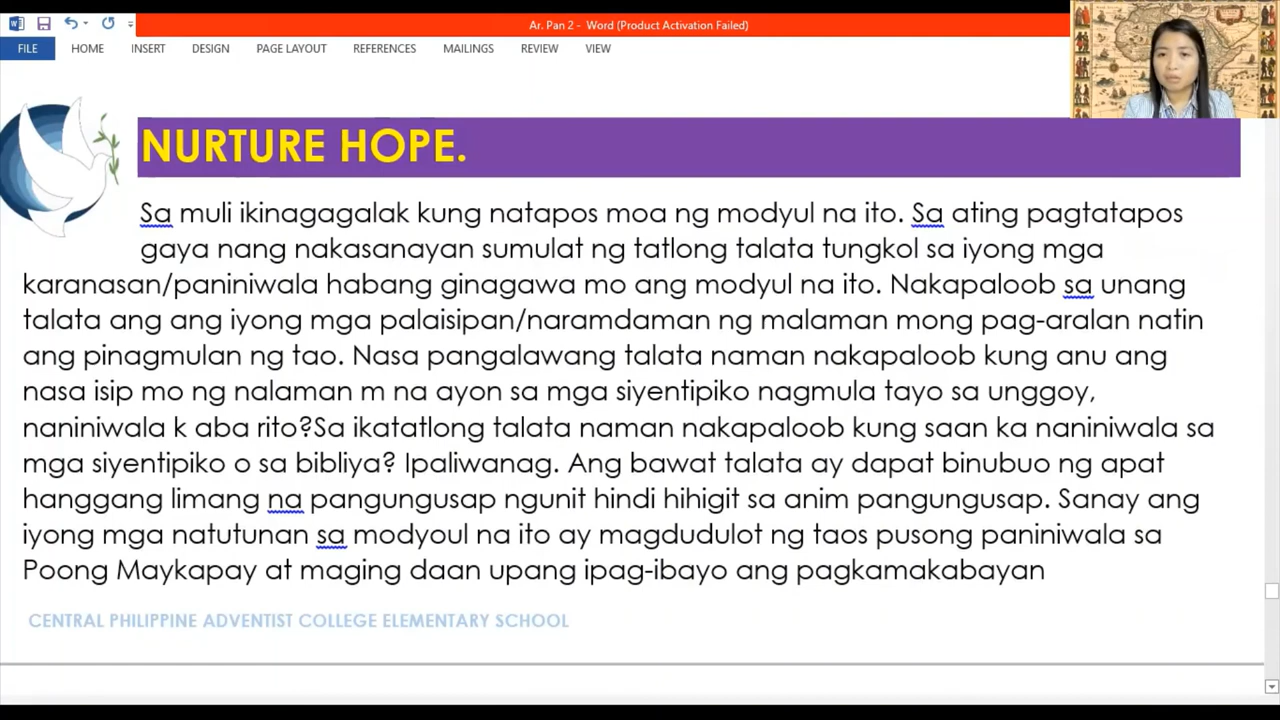 Ar. Pan 2 - Word (Product Activation Failed)
FILE HOME INSERT DESIGN PAGE LAYOUT REFERENCES MAILINGS REVIEW VIEW
NURTURE HOPE.
Sa muli ikinagagalak kung natapos moa ng modyul na ito. Sa ating pagtatapos
gaya nang nakasanayan sumulat ng tatlong talata tungkol sa iyong mga
karanasan/paniniwala habang ginagawa mo ang modyul na ito. Nakapaloob sa unang
talata ang ang iyong mga palaisipan/naramdaman ng malaman mong pag-aralan natin
ang pinagmulan ng tao. Nasa pangalawang talata naman nakapaloob kung anu ang
nasa isip mo ng nalaman m na ayon sa mga siyentipiko nagmula tayo sa unggoy,
naniniwala k aba rito?Sa ikatatlong talata naman nakapaloob kung saan ka naniniwala sa
mga siyentipiko o sa bibliya? Ipaliwanag. Ang bawat talata ay dapat binubuo ng apat
hanggang limang na pangungusap ngunit hindi hihigit sa anim pangungusap. Sanay ang
iyong mga natutunan sa modyoul na ito ay magdudulot ng taos pusong paniniwala sa
Poong Maykapay at maging daan upang ipag-ibayo ang pagkamakabayan
CENTRAL PHILIPPINE ADVENTIST COLLEGE ELEMENTARY SCHOOL